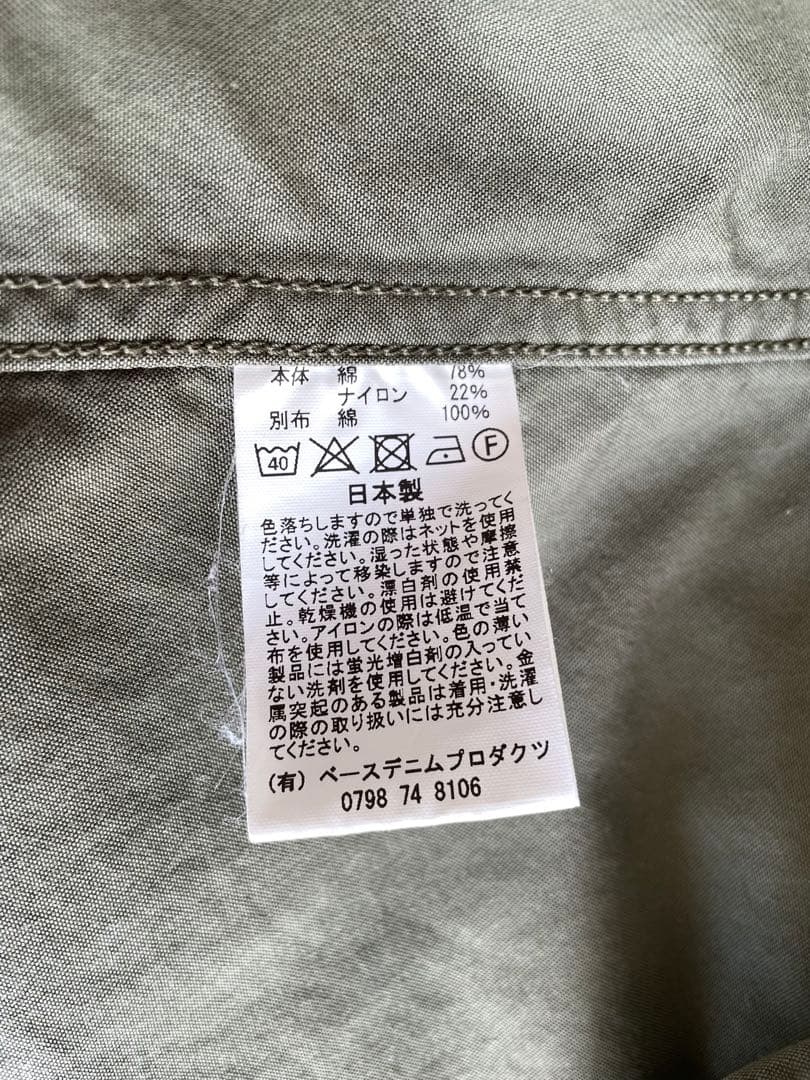 本体 綿 78%
ナイロン 22%
別布 綿 100%
40 F
日本製
色落ちしますので単独で洗ってく
ださい。洗濯の際はネットを使用
してください。湿った状態や摩擦
等によって移染しますので注意
してください。漂白剤の使用禁
止。乾燥機の使用は避けてくだ
さい。アイロンの際は低温で当て
布を使用してください。色の薄い
製品には蛍光増白剤の入ってい
ない洗剤を使用してください。金
属突起のある製品は着用・洗濯
の際の取り扱いには充分注意し
てください。
(有) ベースデニムプロダクツ
0798 74 8106